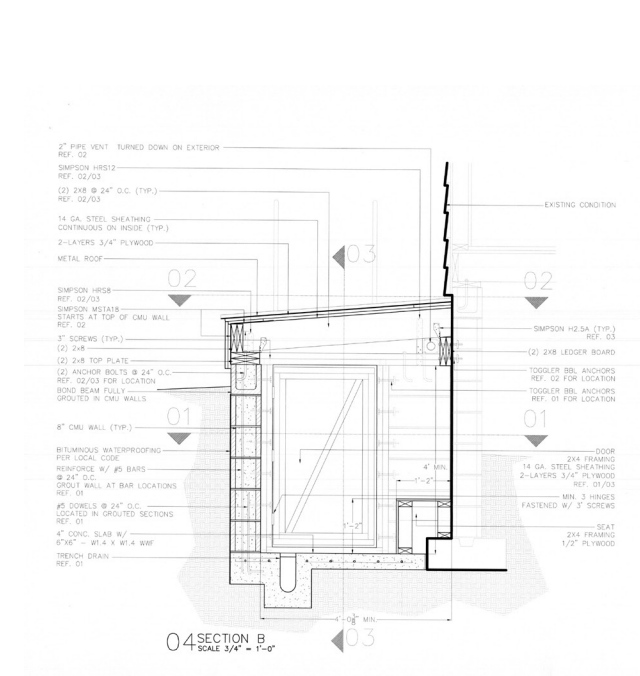 2" PIPE VENT TURNED DOWN ON EXTERIOR
REF. 02
SIMPSON HRS12
REF. 02/03
(2) 2X8 @ 24" O.C. (TYP.)
REF. 02/03
14 GA. STEEL SHEATHING
CONTINUOUS ON INSIDE (TYP.)
2-LAYERS 3/4" PLYWOOD
METAL ROOF
SIMPSON HRS8
REF. 02/03
SIMPSON MSTA18
STARTS AT TOP OF CMU WALL
REF. 02
3" SCREWS (TYP.)
(2) 2x8
(2) 2x8 TOP PLATE
(2) ANCHOR BOLTS @ 24" O.C.
REF. 02/03 FOR LOCATION
BOND BEAM FULLY
GROUTED IN CMU WALLS
8" CMU WALL (TYP.)
BITUMINOUS WATERPROOFING
PER LOCAL CODE
REINFORCE W/ #5 BARS
@ 24" O.C.
GROUT WALL AT BAR LOCATIONS
REF. 01
#5 DOWELS @ 24" O.C.
LOCATED IN GROUTED SECTIONS
REF. 01
4" CONC. SLAB W/
6"X6" - W1.4 X W1.4 WWF
TRENCH DRAIN
REF. 01
03
02
01
02
01
03
EXISTING CONDITION
SIMPSON H2.5A (TYP.)
REF. 03
(2) 2X8 LEDGER BOARD
TOGGLER BBL ANCHORS
REF. 02 FOR LOCATION
TOGGLER BBL ANCHORS
REF. 01 FOR LOCATION
DOOR
2X4 FRAMING
14 GA. STEEL SHEATHING
2-LAYERS 3/4" PLYWOOD
REF. 01/03
MIN. 3 HINGES
FASTENED W/ 3" SCREWS
SEAT
2X4 FRAMING
1/2" PLYWOOD
4" MIN.
1'-2"
1'-2"
MIN.
04 SECTION B
SCALE 3/4" = 1'-0"